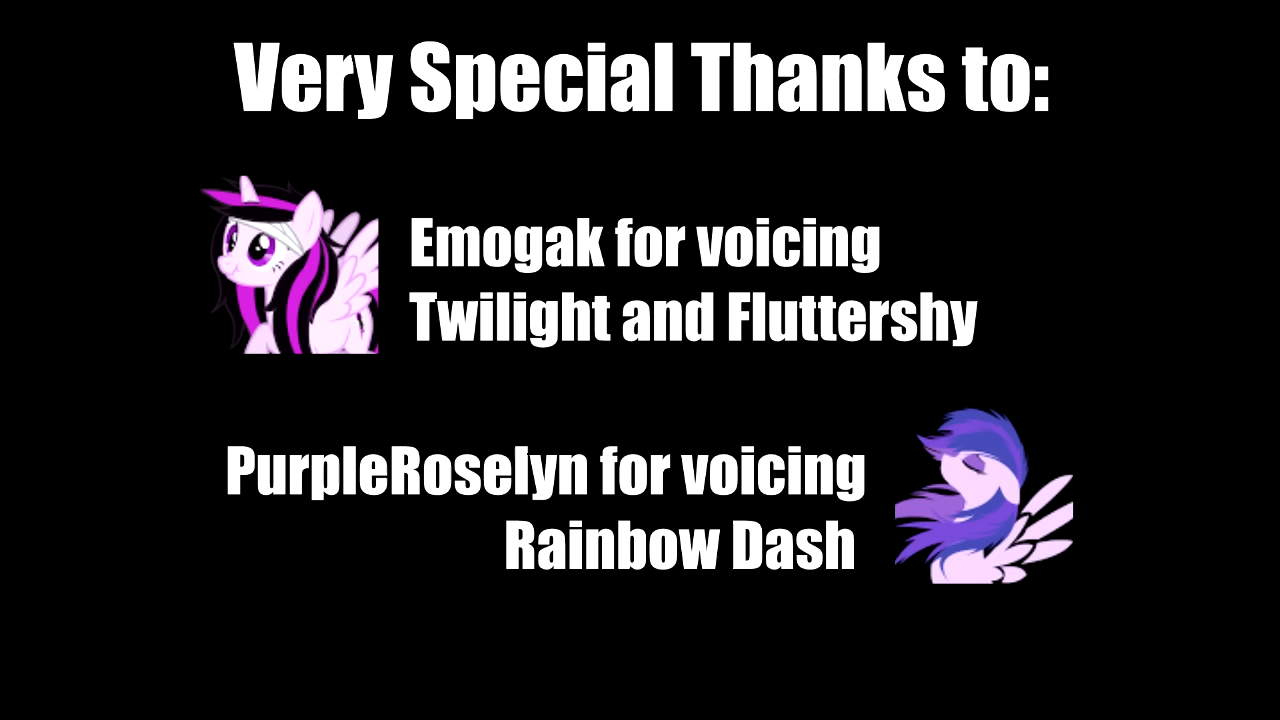 Very Special Thanks to:
Emogak for voicing
Twilight and Fluttershy
PurpleRoselyn for voicing
Rainbow Dash